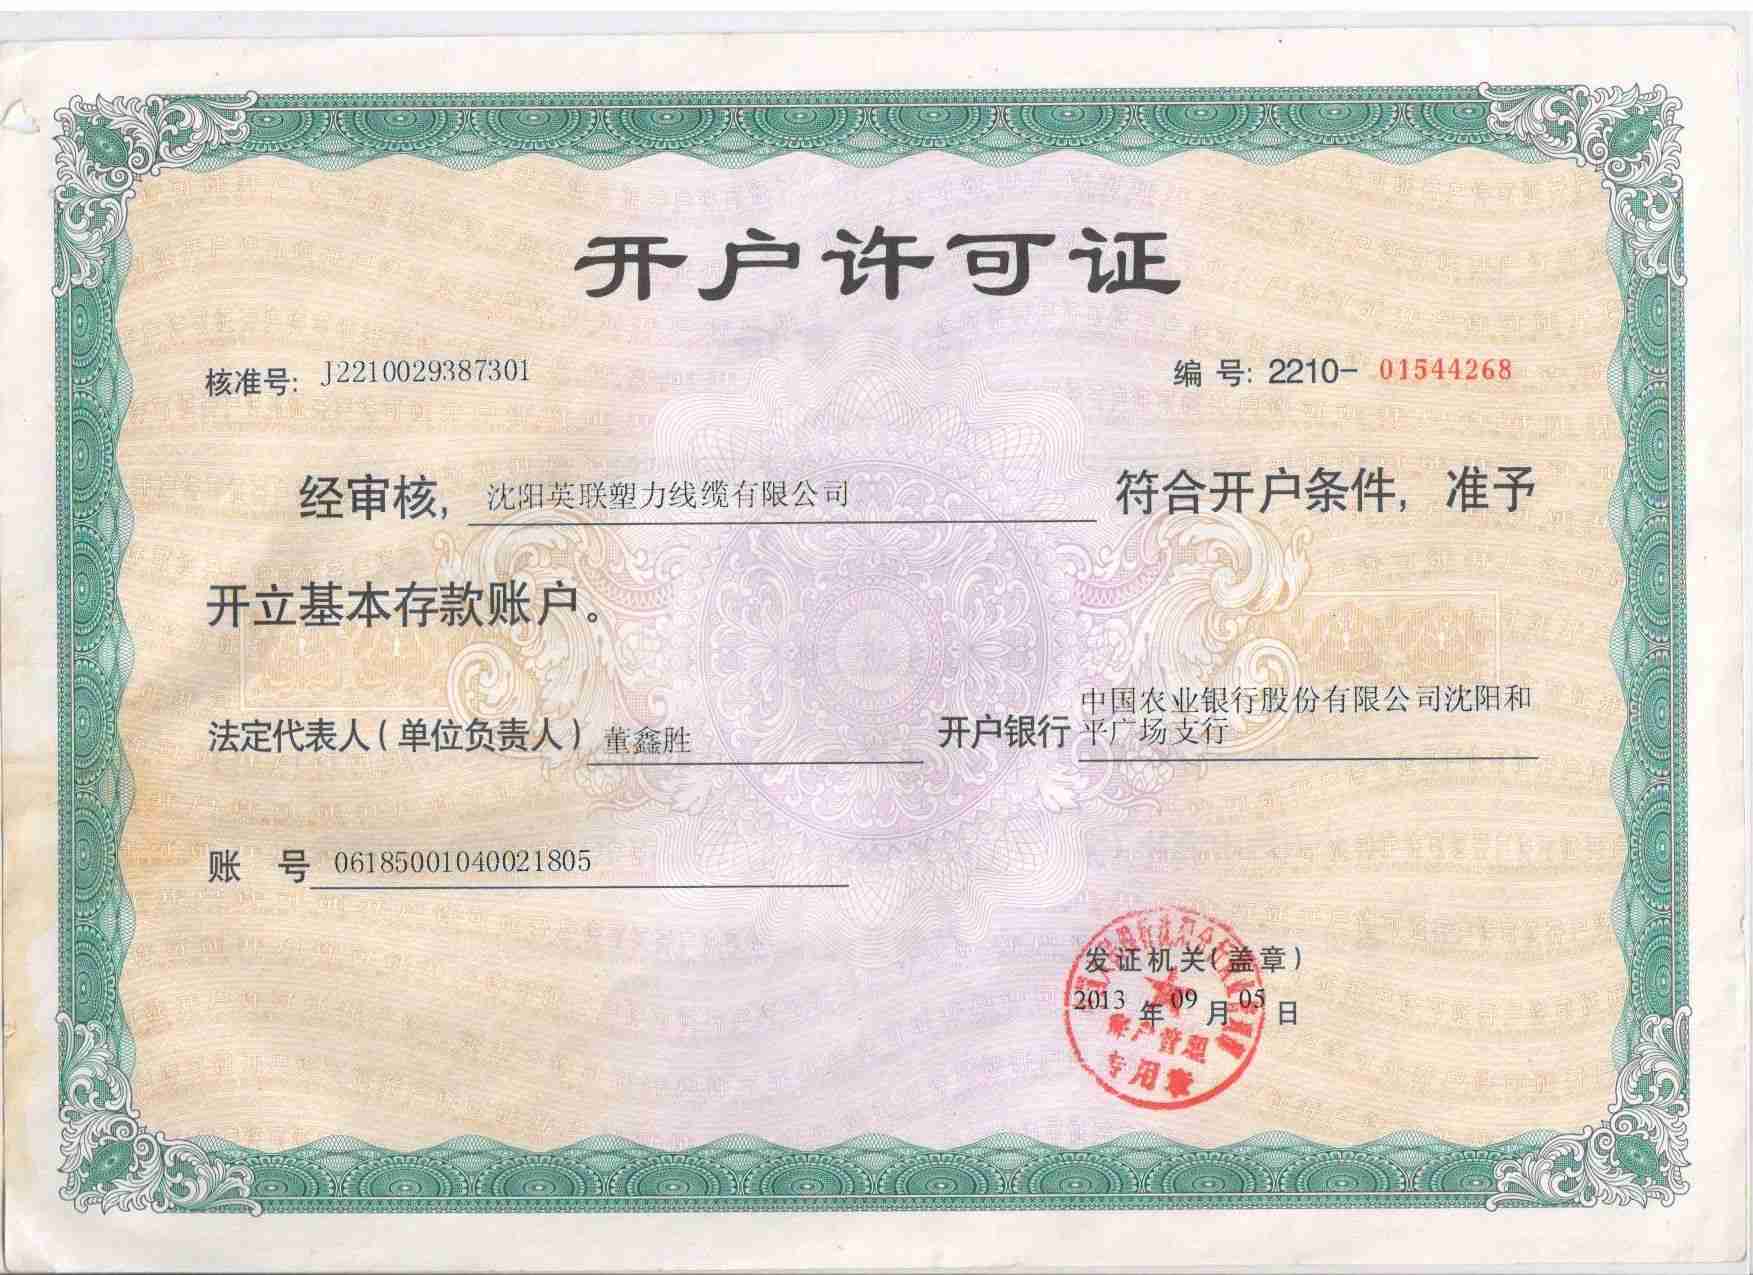 开户许可证
核准号: J2210029387301 编 号: 2210- 01544268
经审核, 沈阳英联塑力线缆有限公司 符合开户条件, 准予
开立基本存款账户。
法定代表人(单位负责人) 董鑫胜 开户银行 中国农业银行股份有限公司沈阳和
平广场支行
账 号 06185001040021805
发证机关(盖章)
2013 年 09 月 05 日
账户管理
专用章